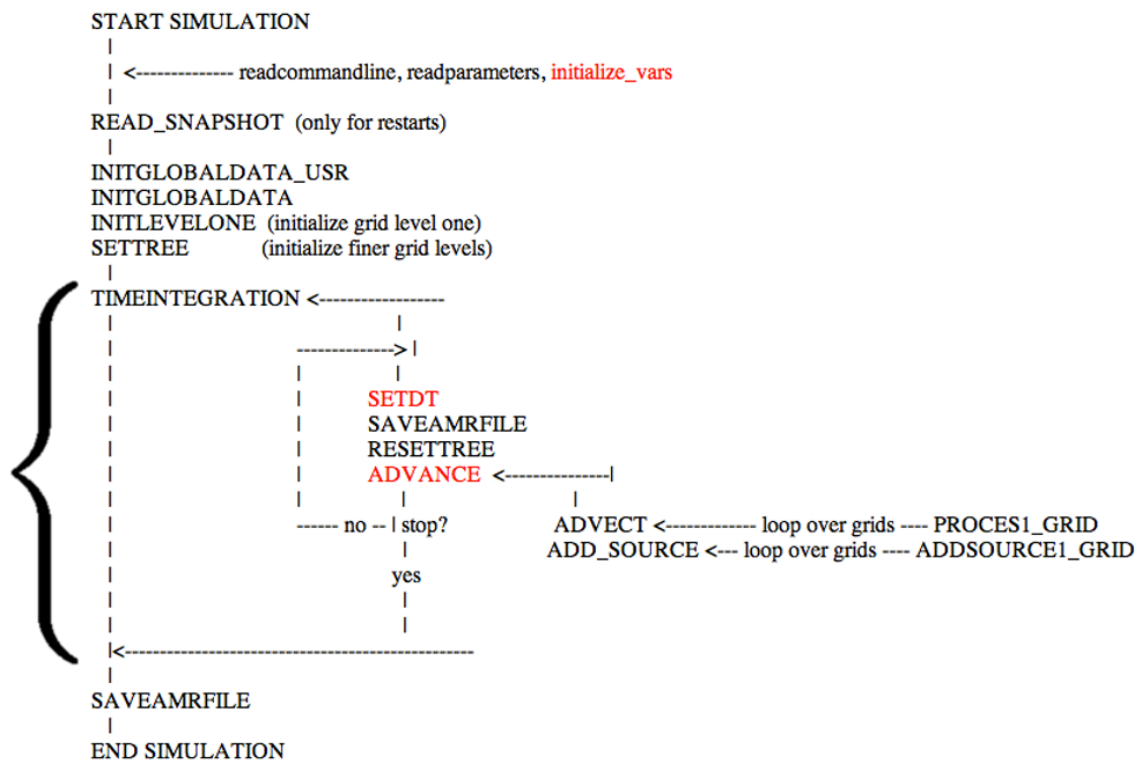 START SIMULATION
|
| <-------------- readcommandline, readparameters, initialize_vars
|
READ_SNAPSHOT (only for restarts)
|
INITGLOBALDATA_USR
INITGLOBALDATA
INITLEVELONE (initialize grid level one)
SETTREE (initialize finer grid levels)
|
TIMEINTEGRATION <------------------
| |
| --------------> |
| | |
| | SETDT
| | SAVEAMRFILE
| | RESETTREE
| | ADVANCE <---------------|
| | | |
| ------ no -- | stop? ADVECT <------------- loop over grids ---- PROCES1_GRID
| | ADD_SOURCE <--- loop over grids ---- ADDSOURCE1_GRID
| yes
| |
| |
|<--------------------------------------------------
|
SAVEAMRFILE
|
END SIMULATION